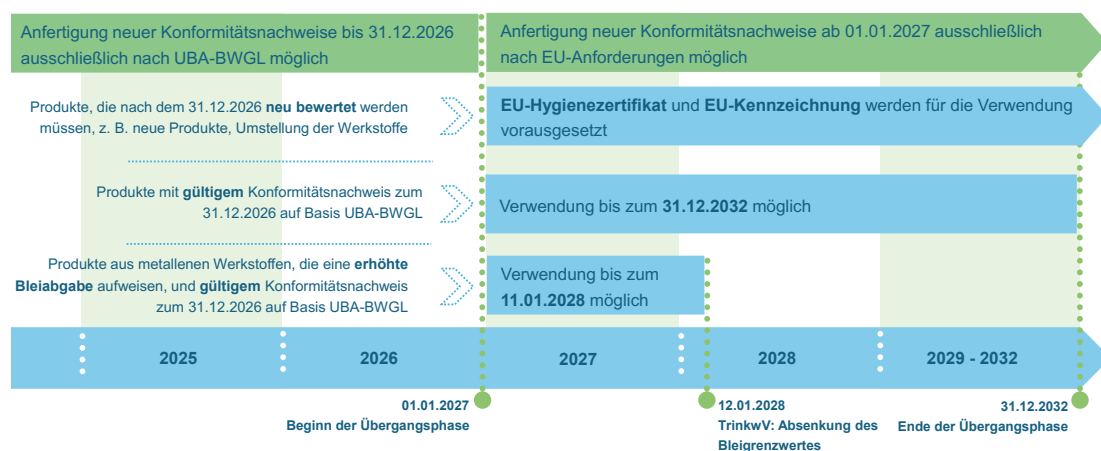 Anfertigung neuer Konformitätsnachweise bis 31.12.2026
ausschließlich nach UBA-BWGL möglich
Anfertigung neuer Konformitätsnachweise ab 01.01.2027 ausschließlich
nach EU-Anforderungen möglich
Produkte, die nach dem 31.12.2026 neu bewertet werden
müssen, z. B. neue Produkte, Umstellung der Werkstoffe
EU-Hygienezertifikat und EU-Kennzeichnung werden für die Verwendung
vorausgesetzt
Produkte mit gültigem Konformitätsnachweis zum
31.12.2026 auf Basis UBA-BWGL
Verwendung bis zum 31.12.2032 möglich
Produkte aus metallenen Werkstoffen, die eine erhöhte
Bleiabgabe aufweisen, und gültigem Konformitätsnachweis
zum 31.12.2026 auf Basis UBA-BWGL
Verwendung bis zum
11.01.2028 möglich
2025
2026
2027
2028
2029 - 2032
01.01.2027
Beginn der Übergangsphase
12.01.2028
TrinkwV: Absenkung des
Bleigrenzwertes
31.12.2032
Ende der Übergangsphase